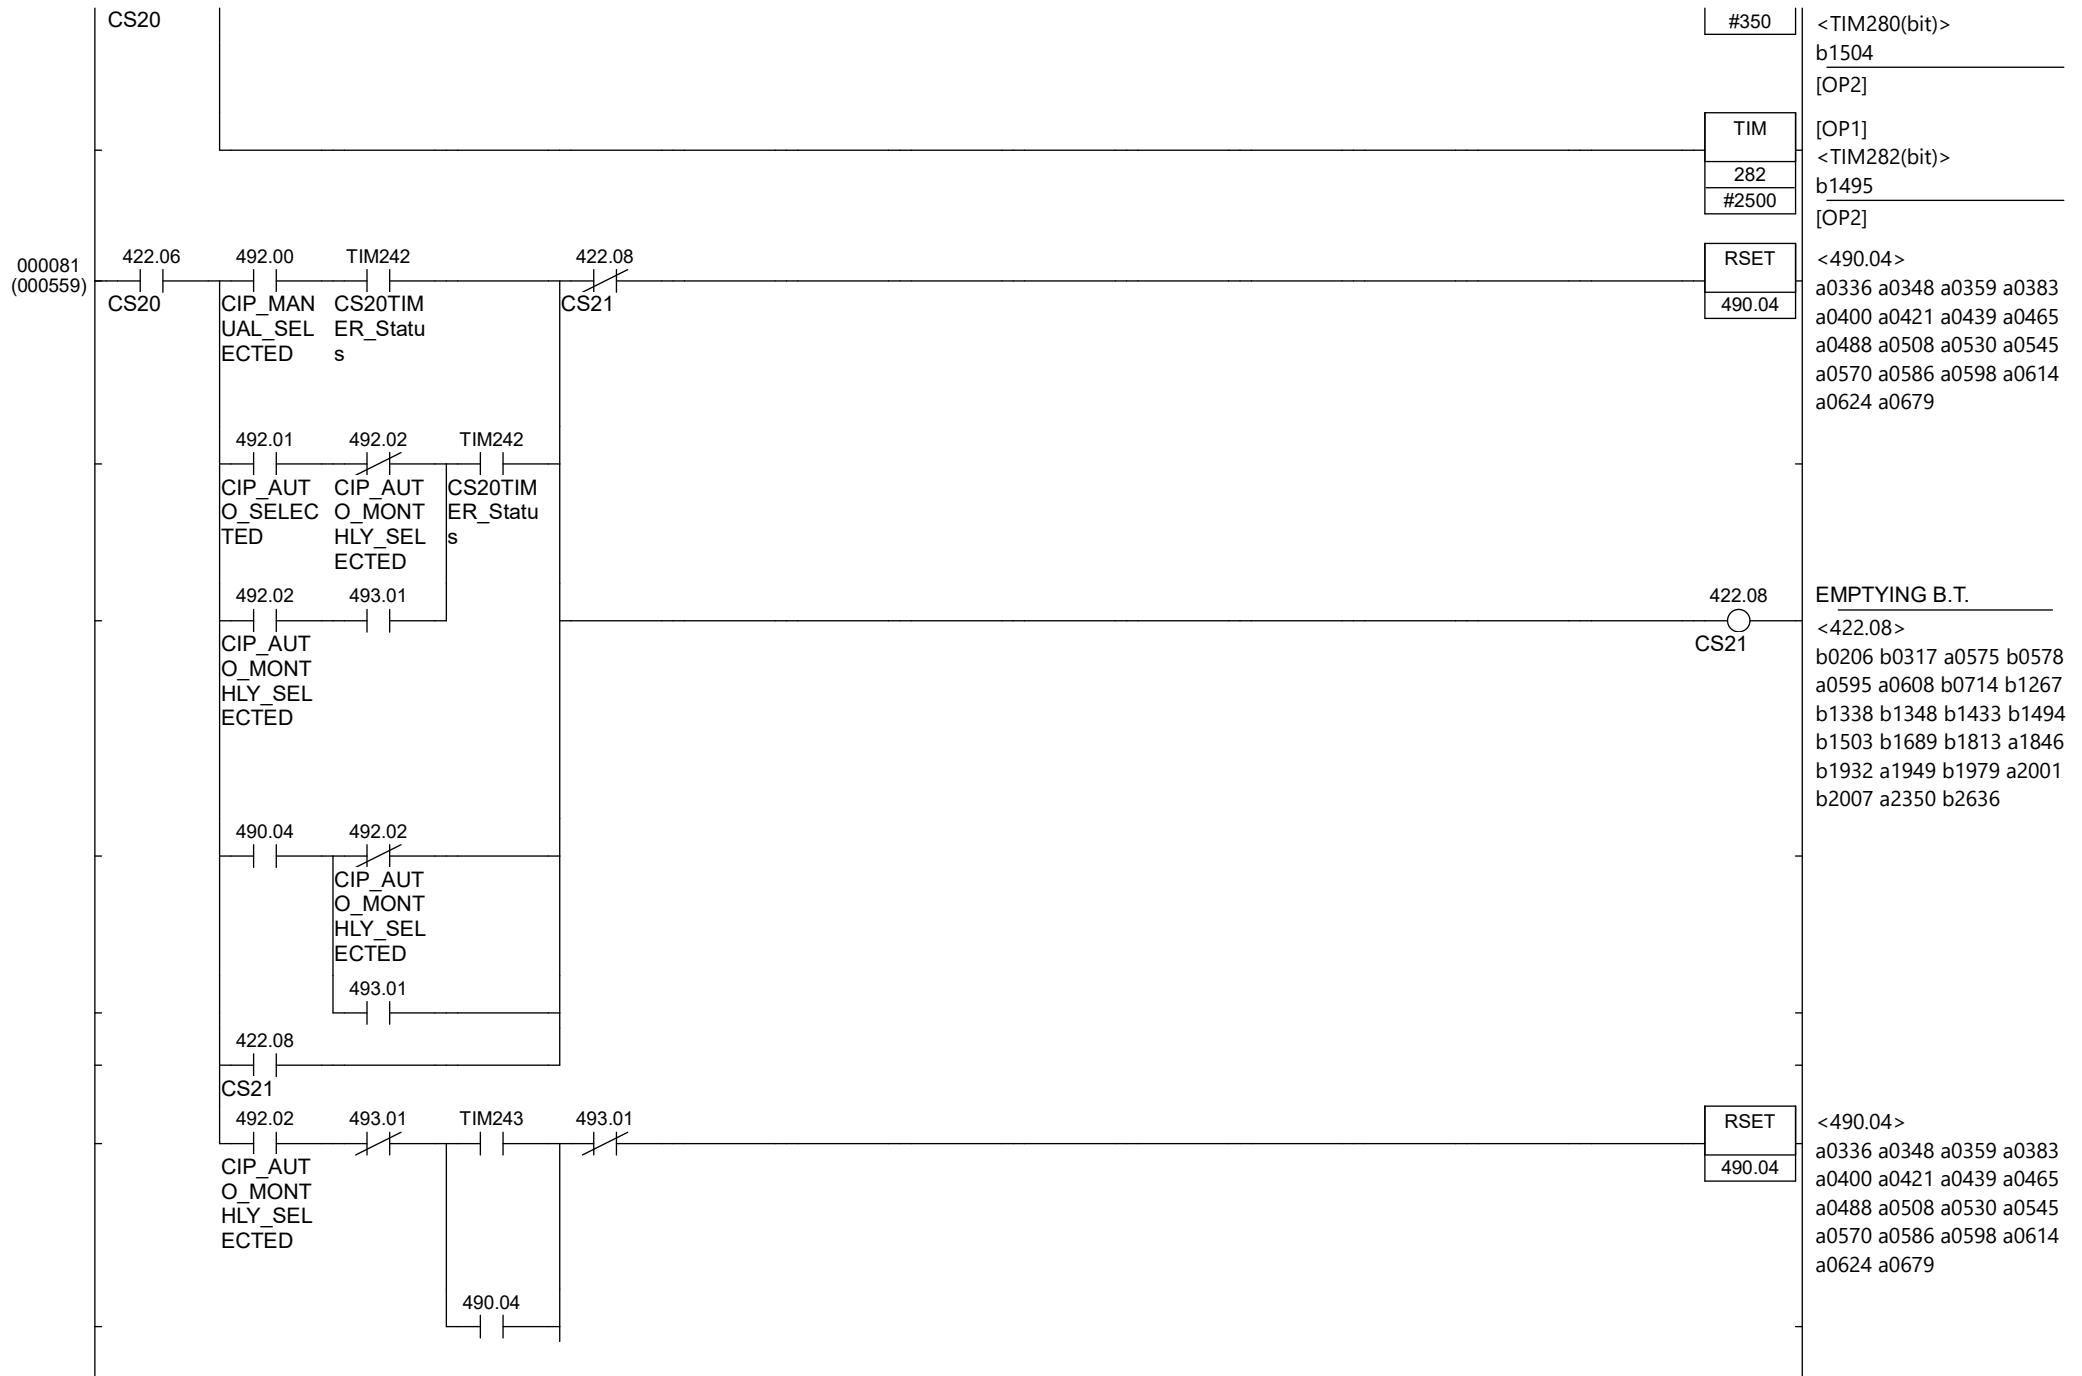 CS20
#350
<TIM280(bit)>
b1504
[OP2]
TIM
[OP1]
<TIM282(bit)>
282
b1495
#2500
[OP2]
000081
(000559)
422.06
492.00
TIM242
422.08
CS20
CIP_MAN
UAL_SEL
ECTED
CS20TIM
ER_Statu
s
CS21
RSET
490.04
<490.04>
a0336 a0348 a0359 a0383
a0400 a0421 a0439 a0465
a0488 a0508 a0530 a0545
a0570 a0586 a0598 a0614
a0624 a0679
492.01
492.02
TIM242
CIP_AUT
O_SELEC
TED
CIP_AUT
O_MONT
HLY_SEL
ECTED
CS20TIM
ER_Statu
s
492.02
493.01
CIP_AUT
O_MONT
HLY_SEL
ECTED
422.08
CS21
EMPTYING B.T.
<422.08>
b0206 b0317 a0575 b0578
a0595 a0608 b0714 b1267
b1338 b1348 b1433 b1494
b1503 b1689 b1813 a1846
b1932 a1949 b1979 a2001
b2007 a2350 b2636
490.04
492.02
CIP_AUT
O_MONT
HLY_SEL
ECTED
493.01
422.08
CS21
492.02
493.01
TIM243
493.01
CIP_AUT
O_MONT
HLY_SEL
ECTED
RSET
490.04
<490.04>
a0336 a0348 a0359 a0383
a0400 a0421 a0439 a0465
a0488 a0508 a0530 a0545
a0570 a0586 a0598 a0614
a0624 a0679
490.04